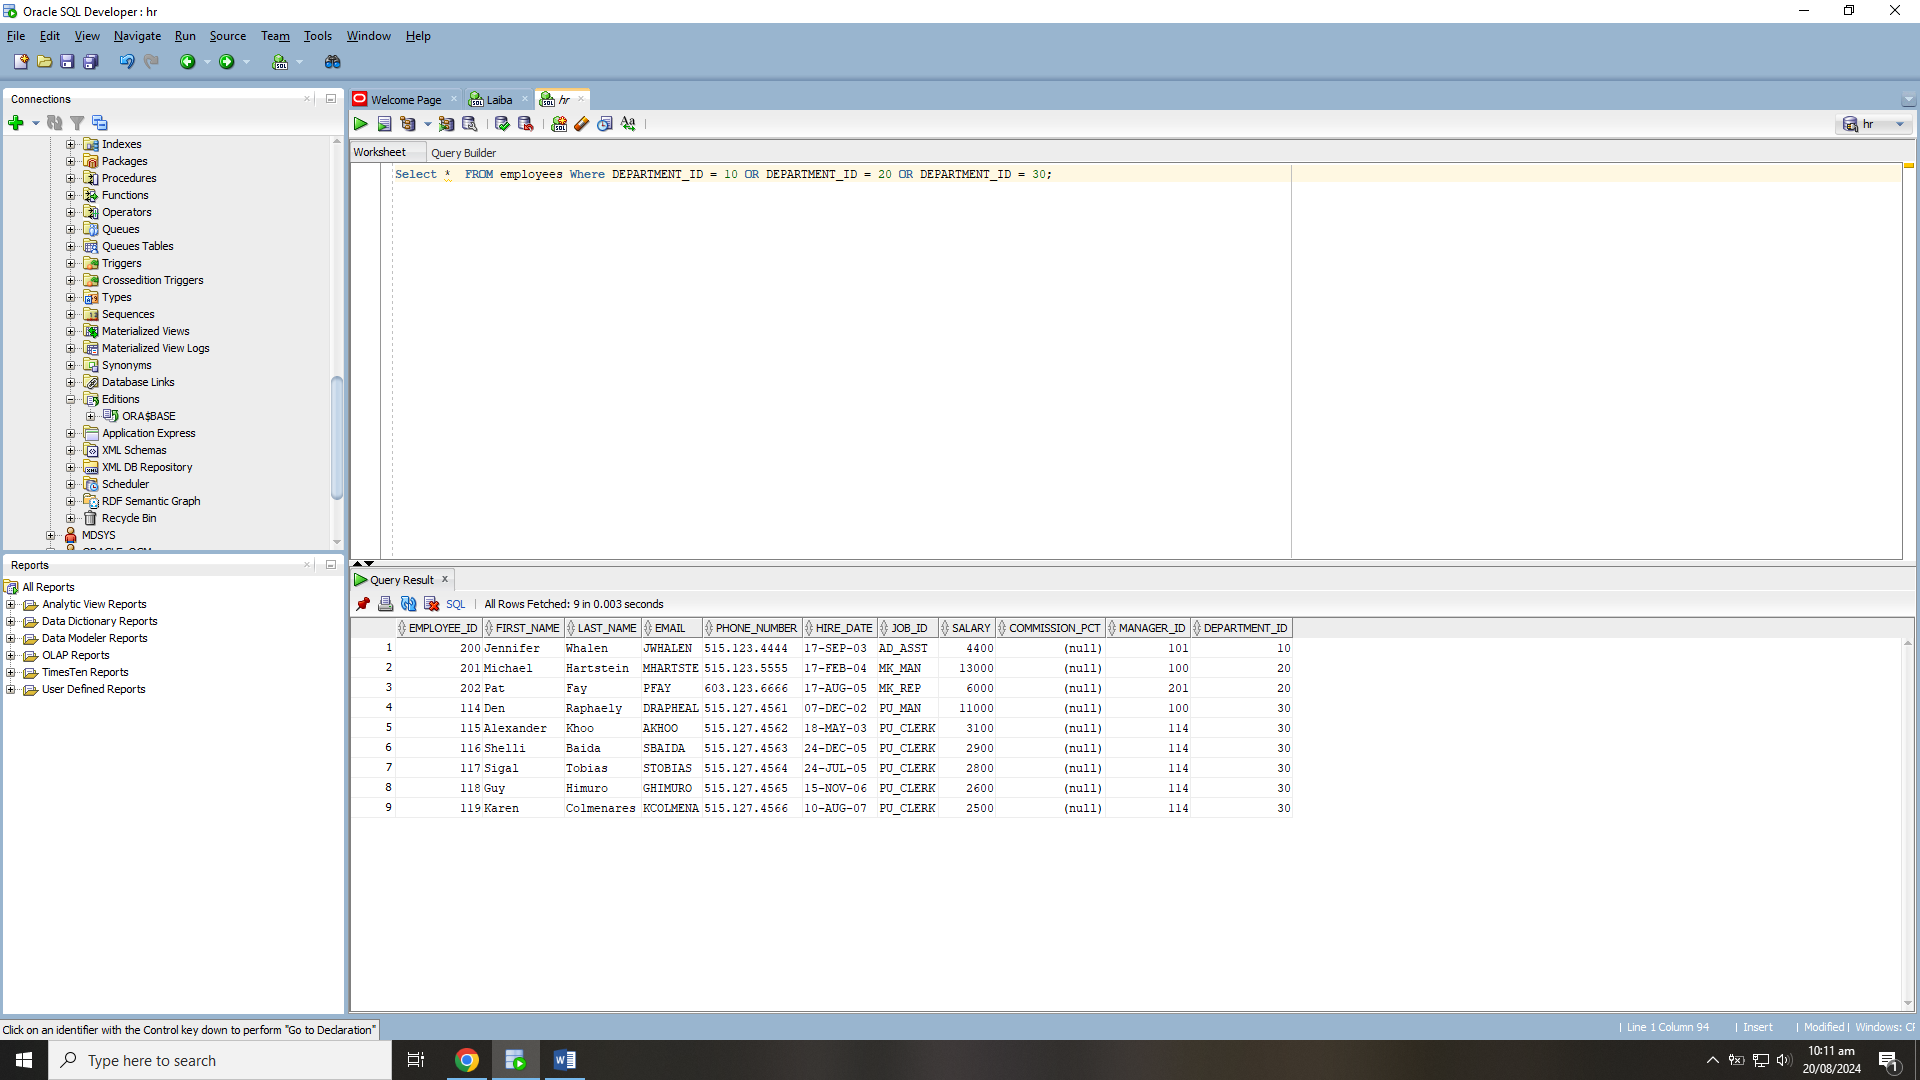 Oracle SQL Developer : hr
File Edit View Navigate Run Source Team Tools Window Help
Connections
Indexes
Packages
Procedures
Functions
Operators
Queues
Queues Tables
Triggers
Crossedition Triggers
Types
Sequences
Materialized Views
Materialized View Logs
Synonyms
Database Links
Editions
ORA$BASE
Application Express
XML Schemas
XML DB Repository
Scheduler
RDF Semantic Graph
Recycle Bin
MDSYS
Reports
All Reports
Analytic View Reports
Data Dictionary Reports
Data Modeler Reports
OLAP Reports
TimesTen Reports
User Defined Reports
Welcome Page Laiba hr
hr
Worksheet Query Builder
Select * FROM employees Where DEPARTMENT_ID = 10 OR DEPARTMENT_ID = 20 OR DEPARTMENT_ID = 30;
Query Result
SQL All Rows Fetched: 9 in 0.003 seconds
EMPLOYEE_ID FIRST_NAME LAST_NAME EMAIL PHONE_NUMBER HIRE_DATE JOB_ID SALARY COMMISSION_PCT MANAGER_ID DEPARTMENT_ID
1 200 Jennifer Whalen JWHALEN 515.123.4444 17-SEP-03 AD_ASST 4400 (null) 101 10
2 201 Michael Hartstein MHARTSTE 515.123.5555 17-FEB-04 MK_MAN 13000 (null) 100 20
3 202 Pat Fay PFAY 603.123.6666 17-AUG-05 MK_REP 6000 (null) 201 20
4 114 Den Raphaely DRAPHEAL 515.127.4561 07-DEC-02 PU_MAN 11000 (null) 100 30
5 115 Alexander Khoo AKHOO 515.127.4562 18-MAY-03 PU_CLERK 3100 (null) 114 30
6 116 Shelli Baida SBAIDA 515.127.4563 24-DEC-05 PU_CLERK 2900 (null) 114 30
7 117 Sigal Tobias STOBIAS 515.127.4564 24-JUL-05 PU_CLERK 2800 (null) 114 30
8 118 Guy Himuro GHIMURO 515.127.4565 15-NOV-06 PU_CLERK 2600 (null) 114 30
9 119 Karen Colmenares KCOLMENA 515.127.4566 10-AUG-07 PU_CLERK 2500 (null) 114 30
Click on an identifier with the Control key down to perform "Go to Declaration"
Line 1 Column 94 Insert Modified Windows: CF
Type here to search
10:11 am
20/08/2024
1